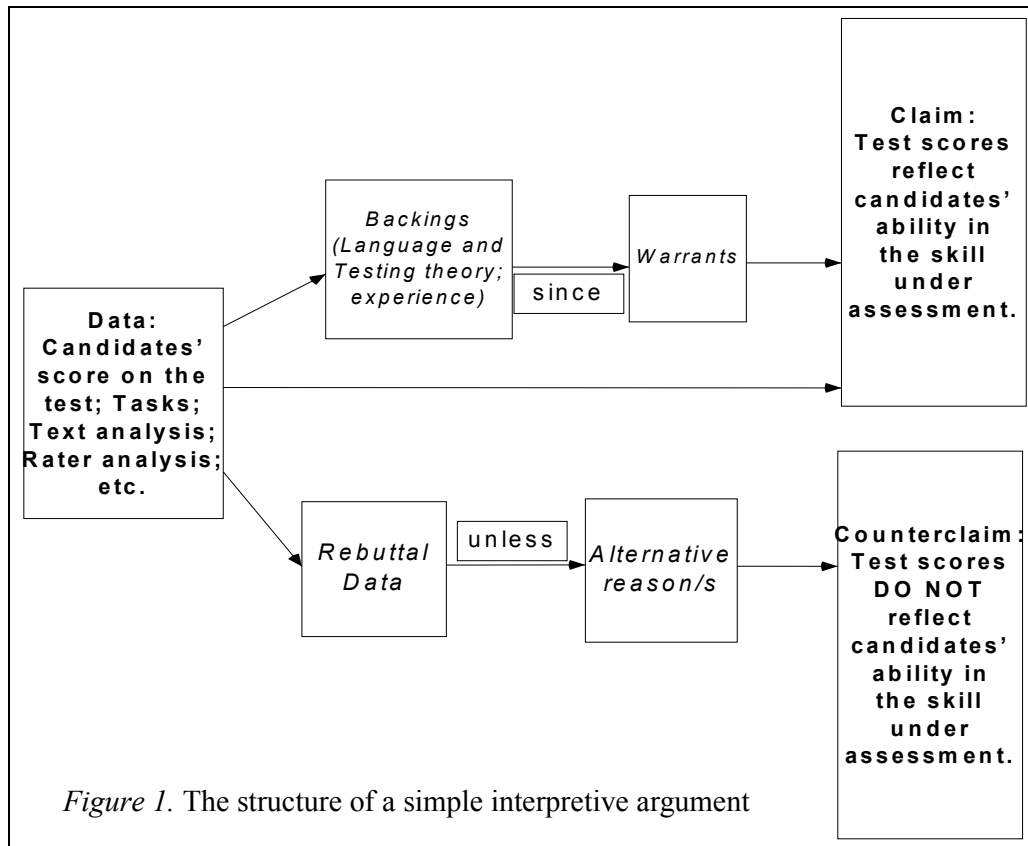 Data:
Candidates'
score on the
test; Tasks;
Text analysis;
Rater analysis;
etc.
Backings
(Language and
Testing theory;
experience)
since
Warrants
Claim:
Test scores
reflect
candidates'
ability in
the skill
under
assessment.
Rebuttal
Data
unless
Alternative
reason/s
Counterclaim:
Test scores
DO NOT
reflect
candidates'
ability in
the skill
under
assessment.
Figure 1. The structure of a simple interpretive argument